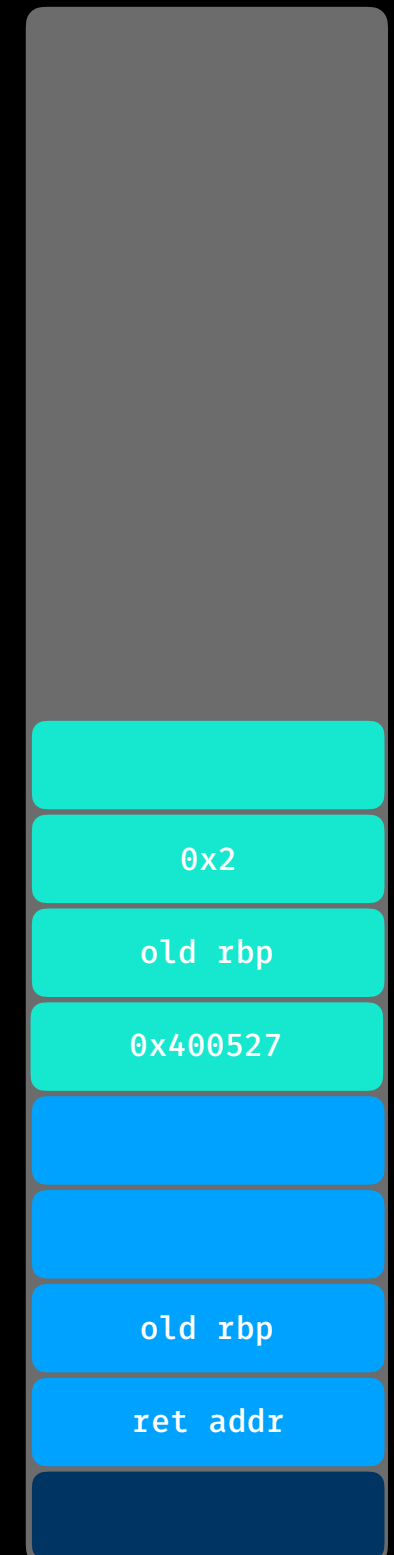 0x2
old rbp
0x400527
old rbp
ret addr